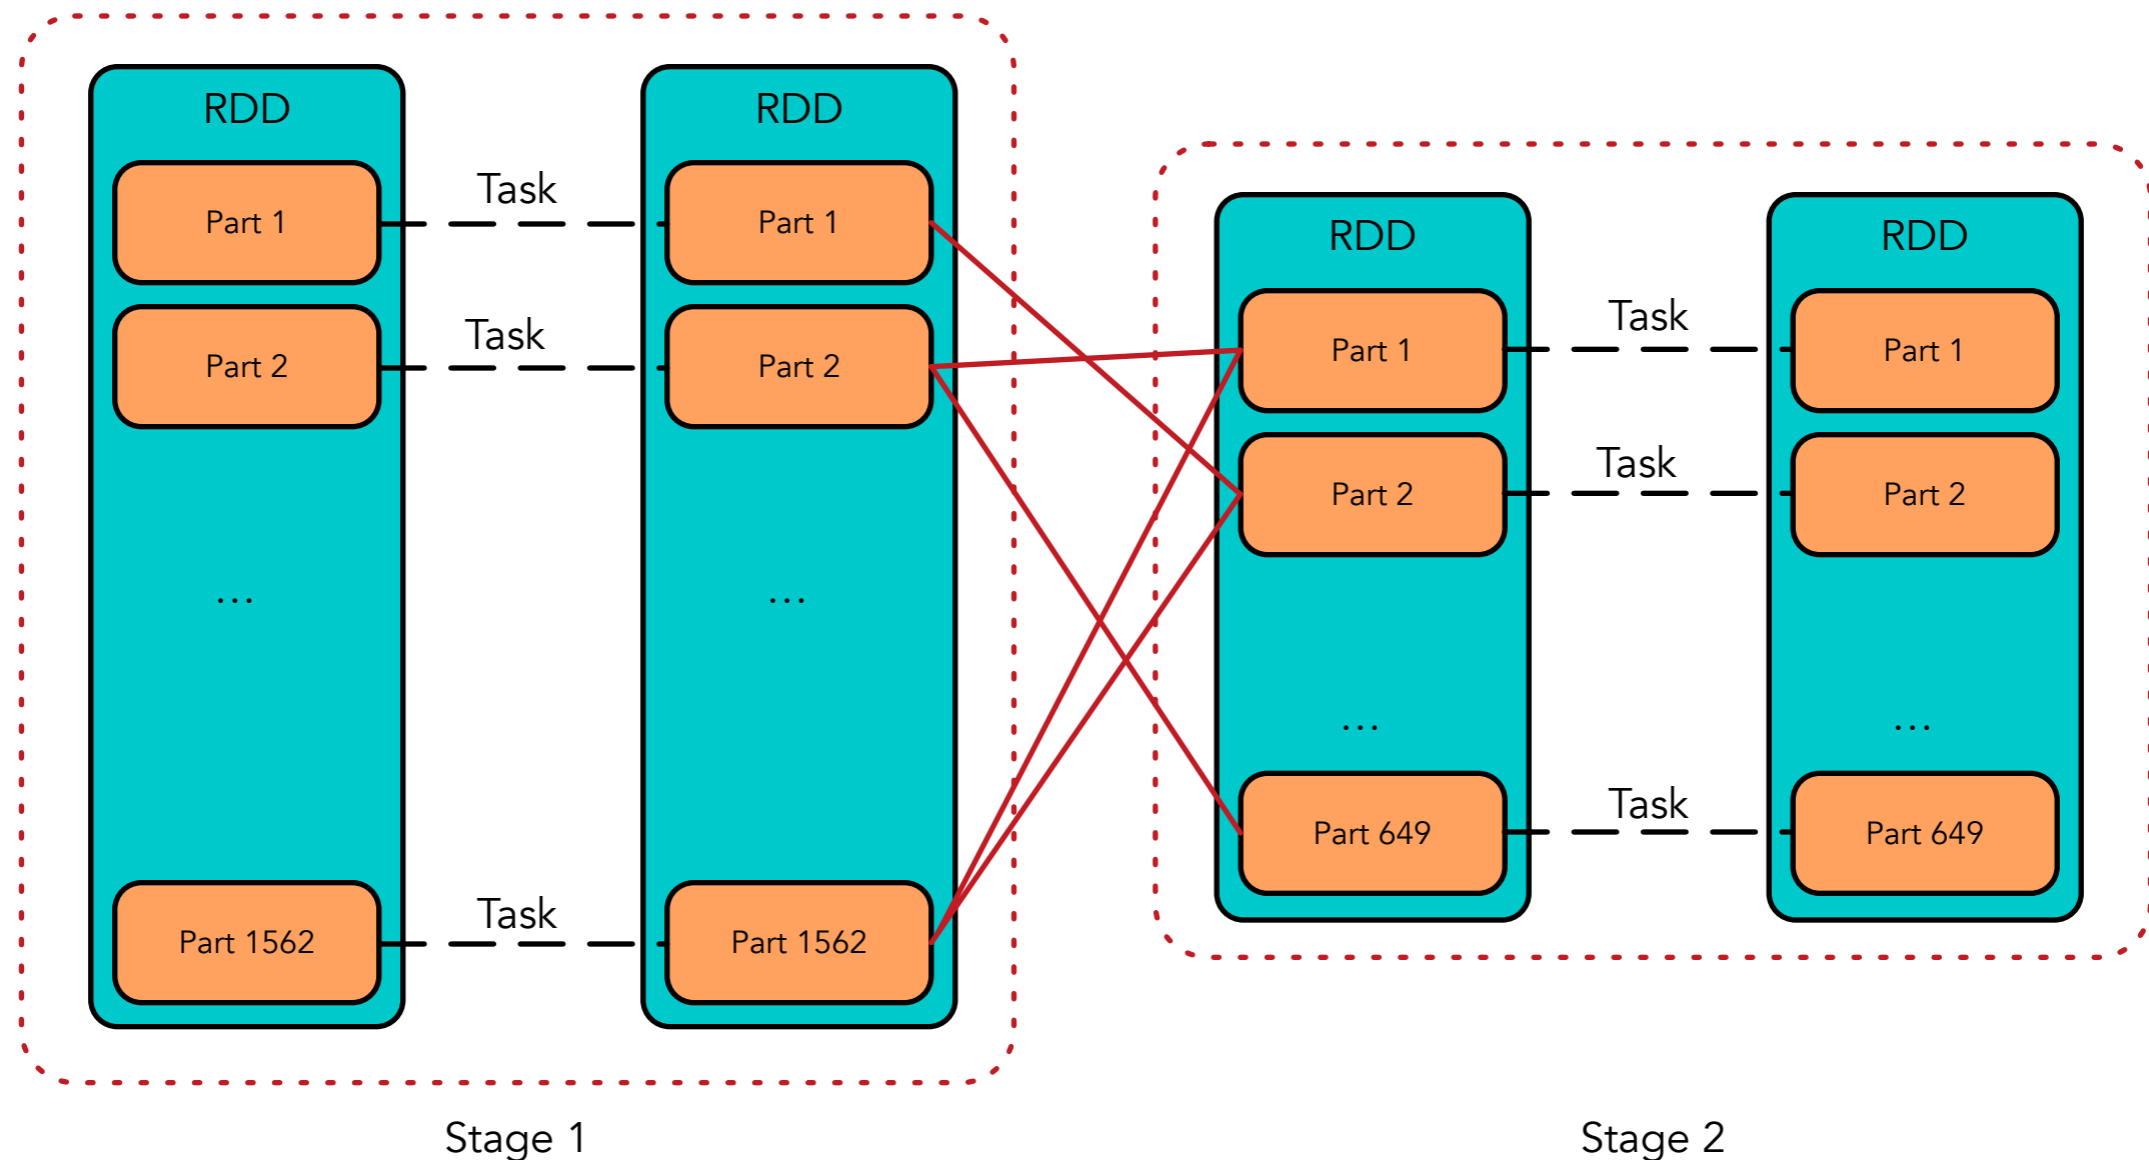 RDD
Part 1
Part 2
...
Part 1562
Task
Task
Task
RDD
Part 1
Part 2
...
Part 1562
Stage 1
RDD
Part 1
Part 2
...
Part 649
Task
Task
Task
RDD
Part 1
Part 2
...
Part 649
Stage 2